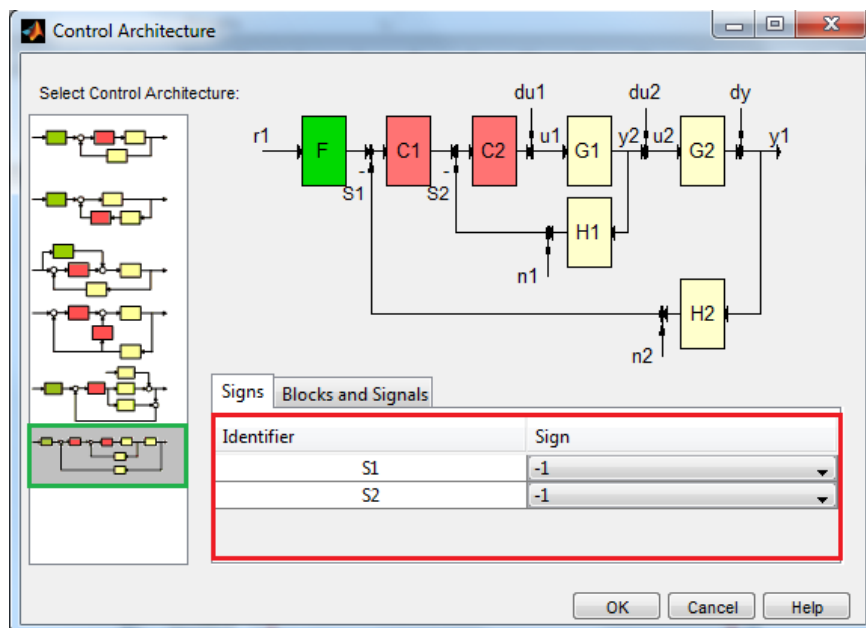 Control Architecture
Select Control Architecture:
du1 du2 dy
r1 F C1 C2 u1 G1 y2 u2 G2 y1
- -
S1 S2
n1 H1
n2 H2
Signs Blocks and Signals
Identifier Sign
S1 -1
S2 -1
OK Cancel Help